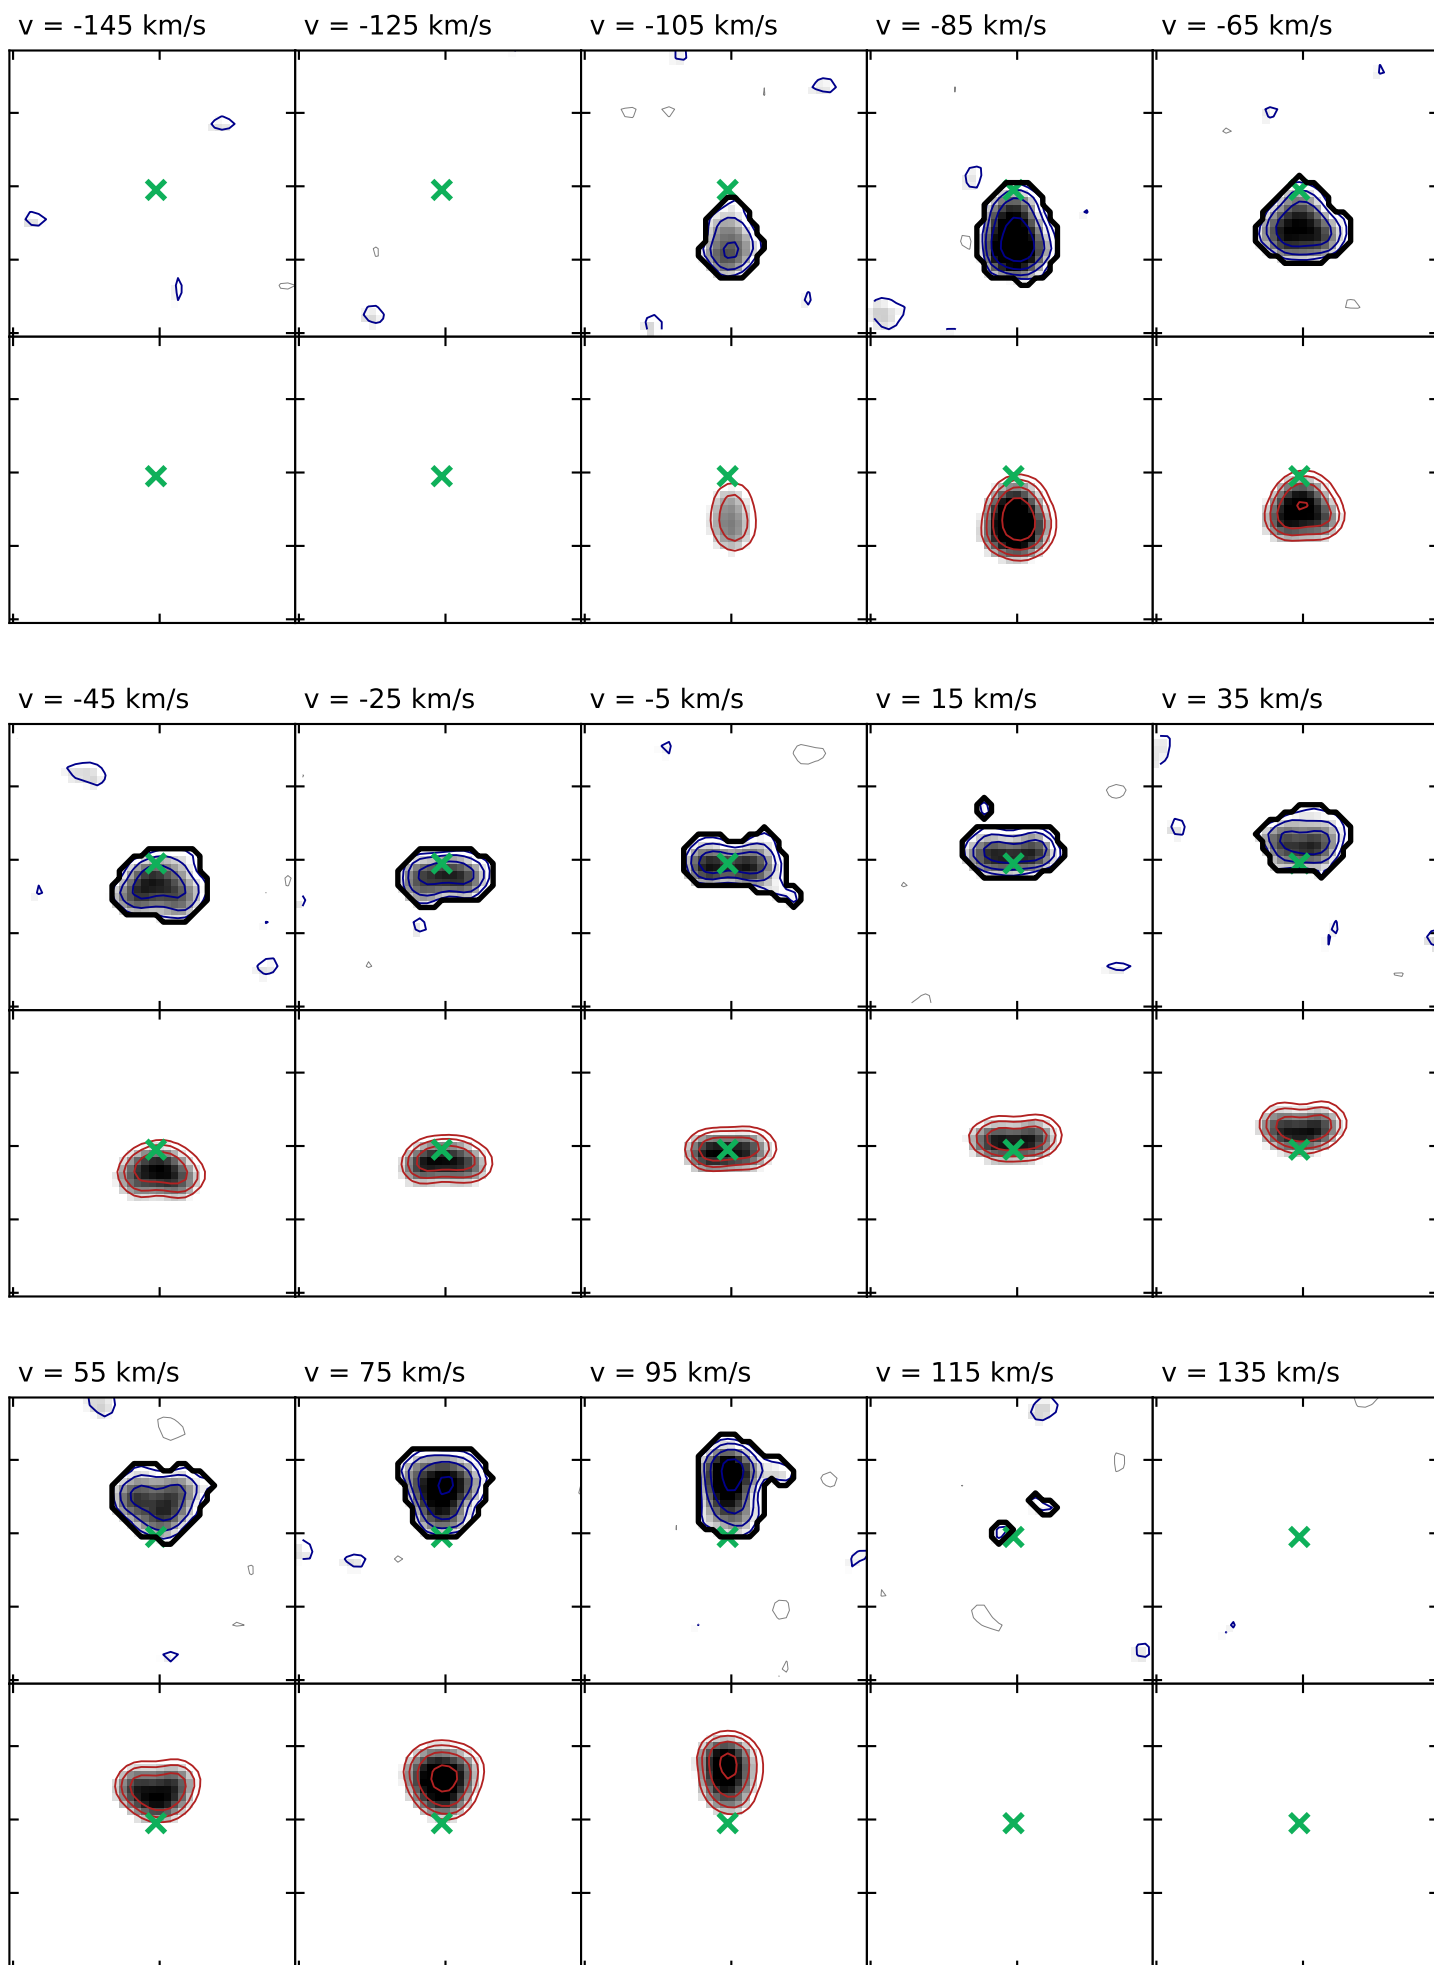 v = -145 km/s
v = -125 km/s
v = -105 km/s
v = -85 km/s
v = -65 km/s
v = -45 km/s
v = -25 km/s
v = -5 km/s
v = 15 km/s
v = 35 km/s
v = 55 km/s
v = 75 km/s
v = 95 km/s
v = 115 km/s
v = 135 km/s